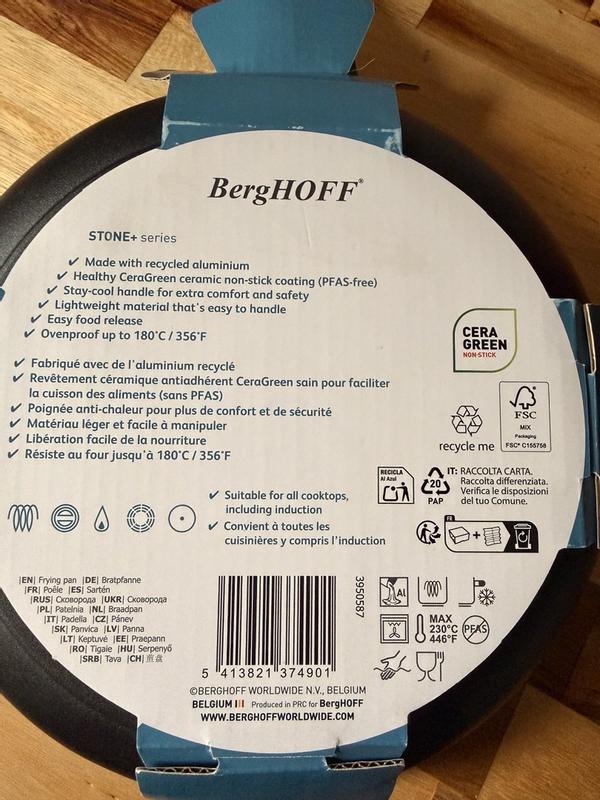 BergHOFF®
STONE+ series
✔ Made with recycled aluminium
✔ Healthy CeraGreen ceramic non-stick coating (PFAS-free)
✔ Stay-cool handle for extra comfort and safety
✔ Lightweight material that's easy to handle
✔ Easy food release
✔ Ovenproof up to 180°C / 356°F
✔ Fabriqué avec de l'aluminium recyclé
✔ Revêtement céramique antiadhérent CeraGreen sain pour faciliter
la cuisson des aliments (sans PFAS)
✔ Poignée anti-chaleur pour plus de confort et de sécurité
✔ Matériau léger et facile à manipuler
✔ Libération facile de la nourriture
✔ Résiste au four jusqu'à 180°C / 356°F
CERA
GREEN
NON-STICK
recycle me
FSC
MIX
Packaging
FSC® C155758
RECICLA
Al Azul
20
PAP
IT: RACCOLTA CARTA.
Raccolta differenziata.
Verifica le disposizioni
del tuo Comune.
FR
+
✔ Suitable for all cooktops,
including induction
✔ Convient à toutes les
cuisinières y compris l'induction
|EN| Frying pan |DE| Bratpfanne
|FR| Poêle |ES| Sartén
|RUS| Сковорода |UKR| Сковорода
|PL| Patelnia |NL| Braadpan
|IT| Padella |CZ| Pánev
|SK| Panvica |LV| Panna
|LT| Keptuvė |EE| Praepann
|RO| Tigaie |HU| Serpenyő
|SRB| Tava |CH| 煎盘
5 413821 374901
3950587
Al
MAX
230°C
446°F
PFAS
©BERGHOFF WORLDWIDE N.V., BELGIUM
BELGIUM Produced in PRC for BergHOFF
WWW.BERGHOFFWORLDWIDE.COM